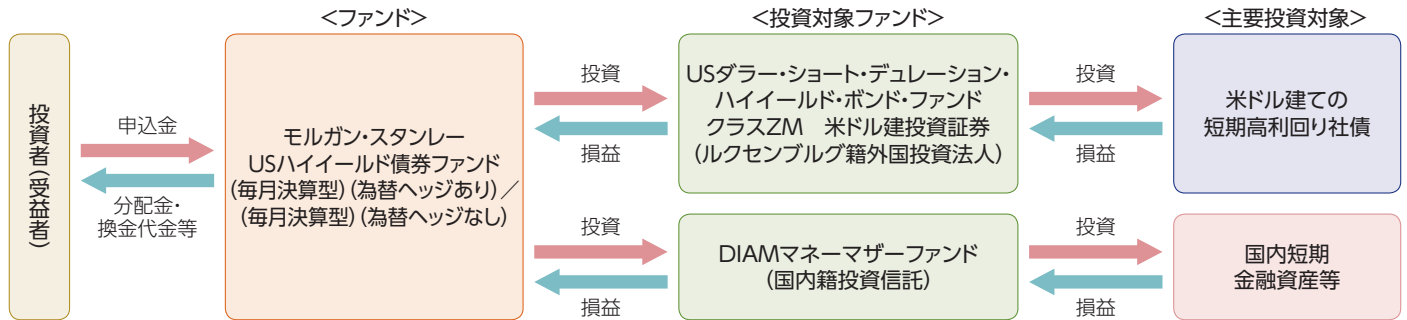 ＜ファンド＞
＜投資対象ファンド＞
＜主要投資対象＞
投資者（受益者）
申込金
分配金・
換金代金等
モルガン・スタンレー
USハイイールド債券ファンド
（毎月決算型）（為替ヘッジあり）／
（毎月決算型）（為替ヘッジなし）
投資
損益
USダラー・ショート・デュレーション・
ハイイールド・ボンド・ファンド
クラスZM　米ドル建投資証券
（ルクセンブルグ籍外国投資法人）
投資
損益
米ドル建ての
短期高利回り社債
投資
損益
DIAMマネーマザーファンド
（国内籍投資信託）
投資
損益
国内短期
金融資産等